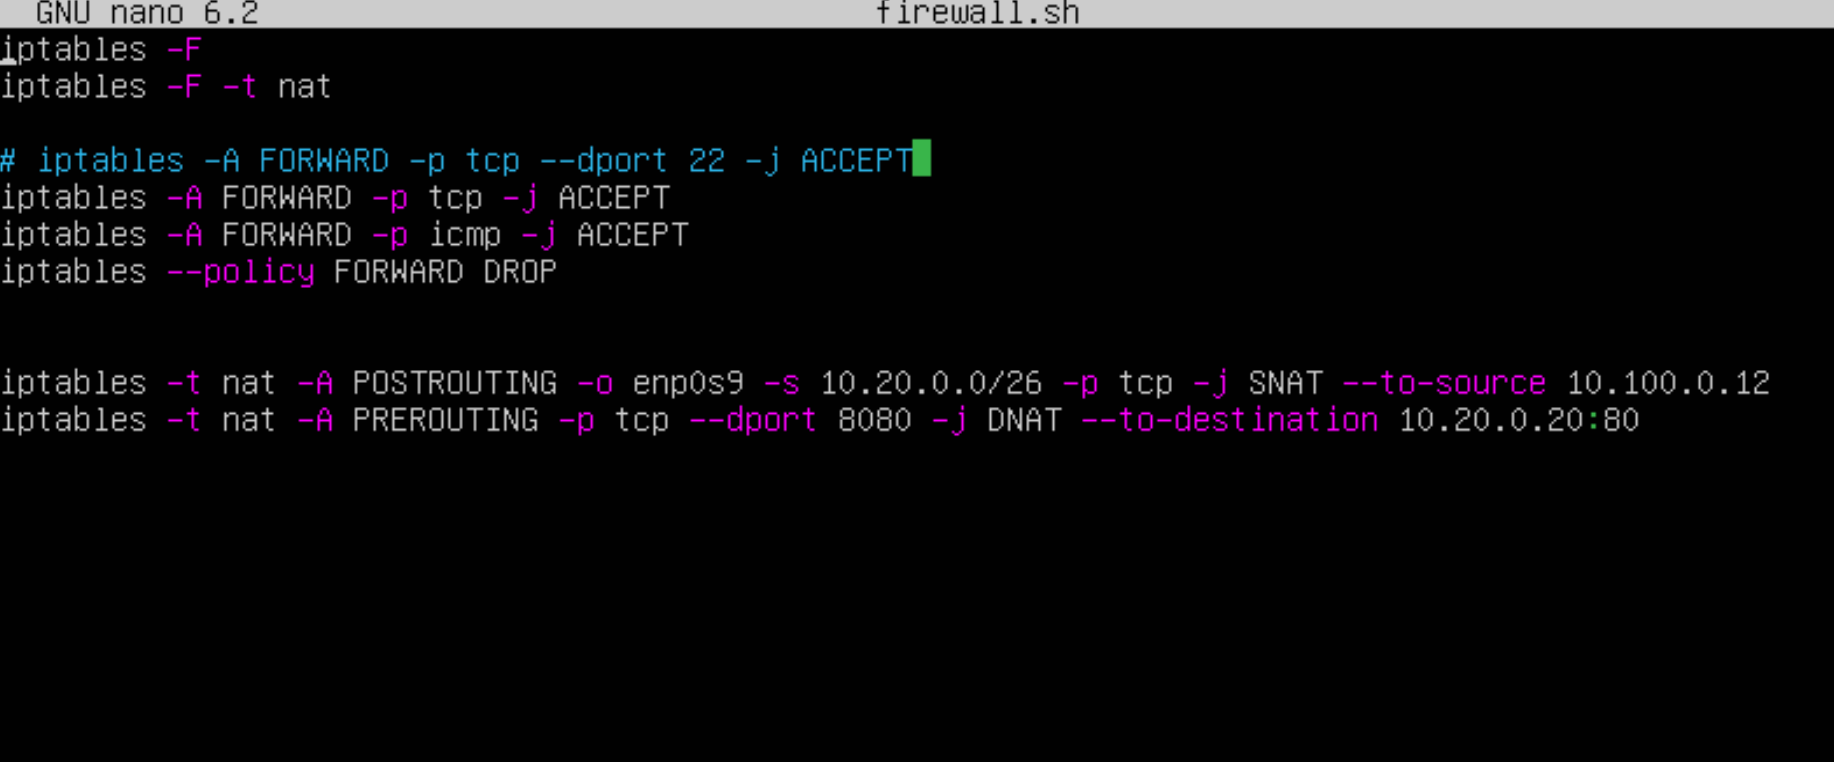 GNU nano 6.2 firewall.sh
iptables -F
iptables -F -t nat
# iptables -A FORWARD -p tcp --dport 22 -j ACCEPT
iptables -A FORWARD -p tcp -j ACCEPT
iptables -A FORWARD -p icmp -j ACCEPT
iptables --policy FORWARD DROP
iptables -t nat -A POSTROUTING -o enp0s9 -s 10.20.0.0/26 -p tcp -j SNAT --to-source 10.100.0.12
iptables -t nat -A PREROUTING -p tcp --dport 8080 -j DNAT --to-destination 10.20.0.20:80